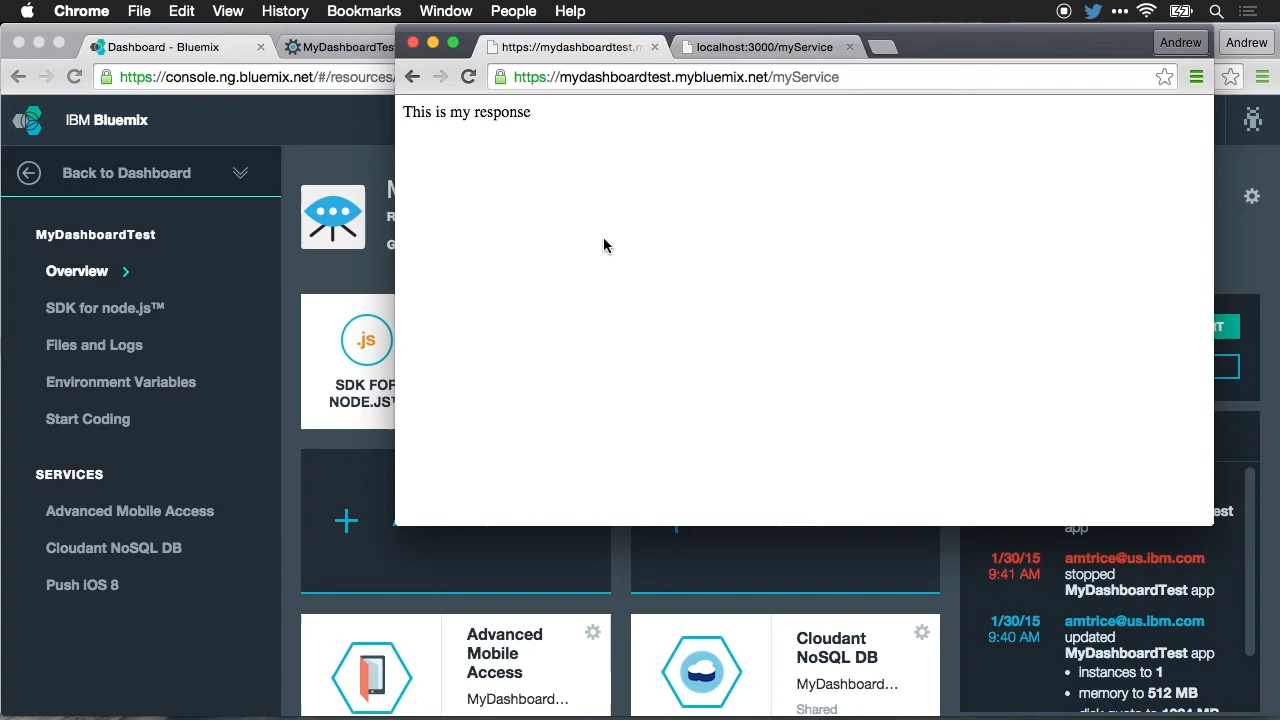 Chrome File Edit View History Bookmarks Window People Help
Dashboard - Bluemix
MyDashboardTes
https://console.ng.bluemix.net/#/resources/
Andrew
https://mydashboardtest.m
localhost:3000/myService
Andrew
https://mydashboardtest.mybluemix.net/myService
This is my response
IBM Bluemix
Back to Dashboard
MyDashboardTest
Overview
SDK for node.js™
Files and Logs
Environment Variables
Start Coding
SERVICES
Advanced Mobile Access
Cloudant NoSQL DB
Push iOS 8
.js
SDK FOR
NODE.JS™
Advanced
Mobile
Access
MyDashboard...
Cloudant
NoSQL DB
MyDashboard...
Shared
app
1/30/15 amtrice@us.ibm.com
9:41 AM stopped
MyDashboardTest app
1/30/15 amtrice@us.ibm.com
9:40 AM updated
MyDashboardTest app
• instances to 1
• memory to 512 MB